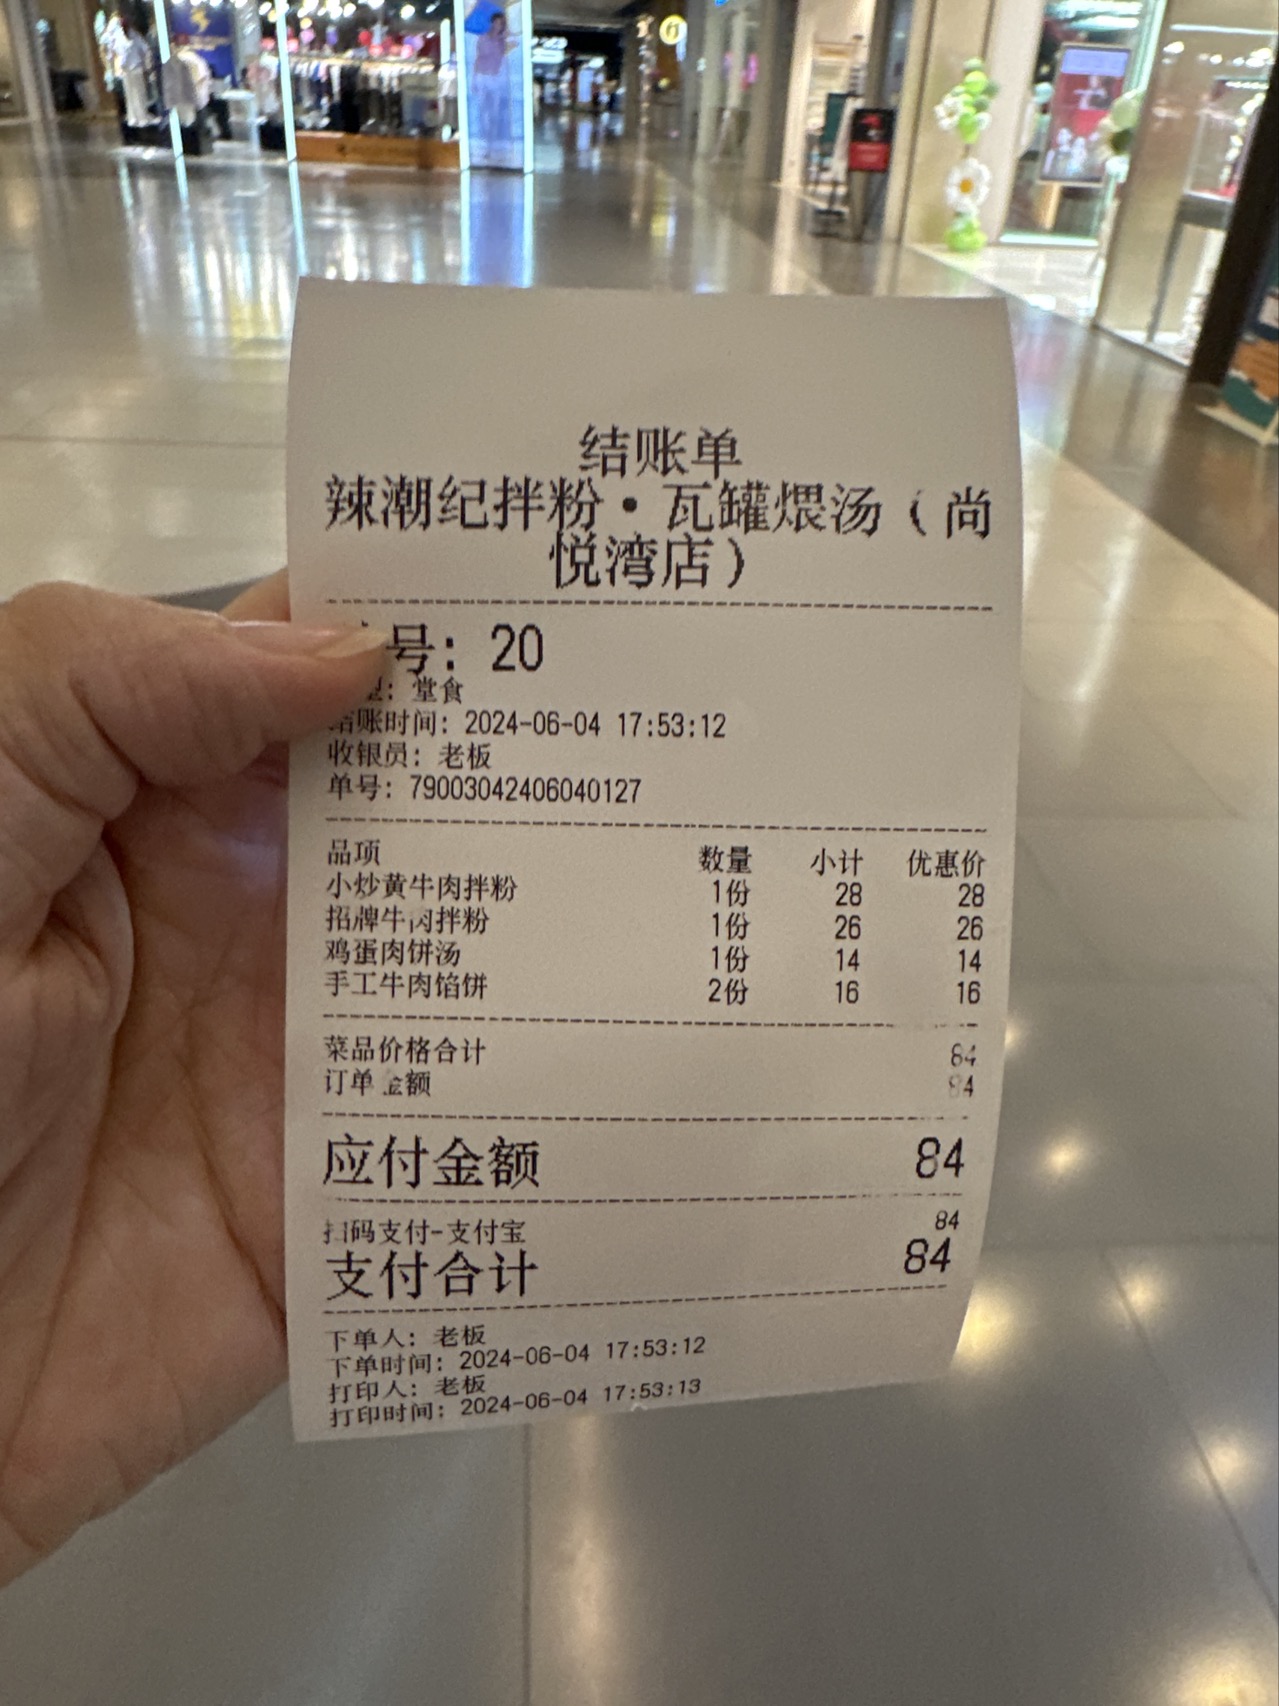 结账单
辣潮纪拌粉·瓦罐煨汤(尚
悦湾店)
号: 20
型: 堂食
结账时间: 2024-06-04 17:53:12
收银员: 老板
单号: 79003042406040127
品项 数量 小计 优惠价
小炒黄牛肉拌粉 1份 28 28
招牌牛肉拌粉 1份 26 26
鸡蛋肉饼汤 1份 14 14
手工牛肉馅饼 2份 16 16
菜品价格合计 84
订单金额 84
应付金额 84
扫码支付-支付宝 84
支付合计 84
下单人: 老板
下单时间: 2024-06-04 17:53:12
打印人: 老板
打印时间: 2024-06-04 17:53:13